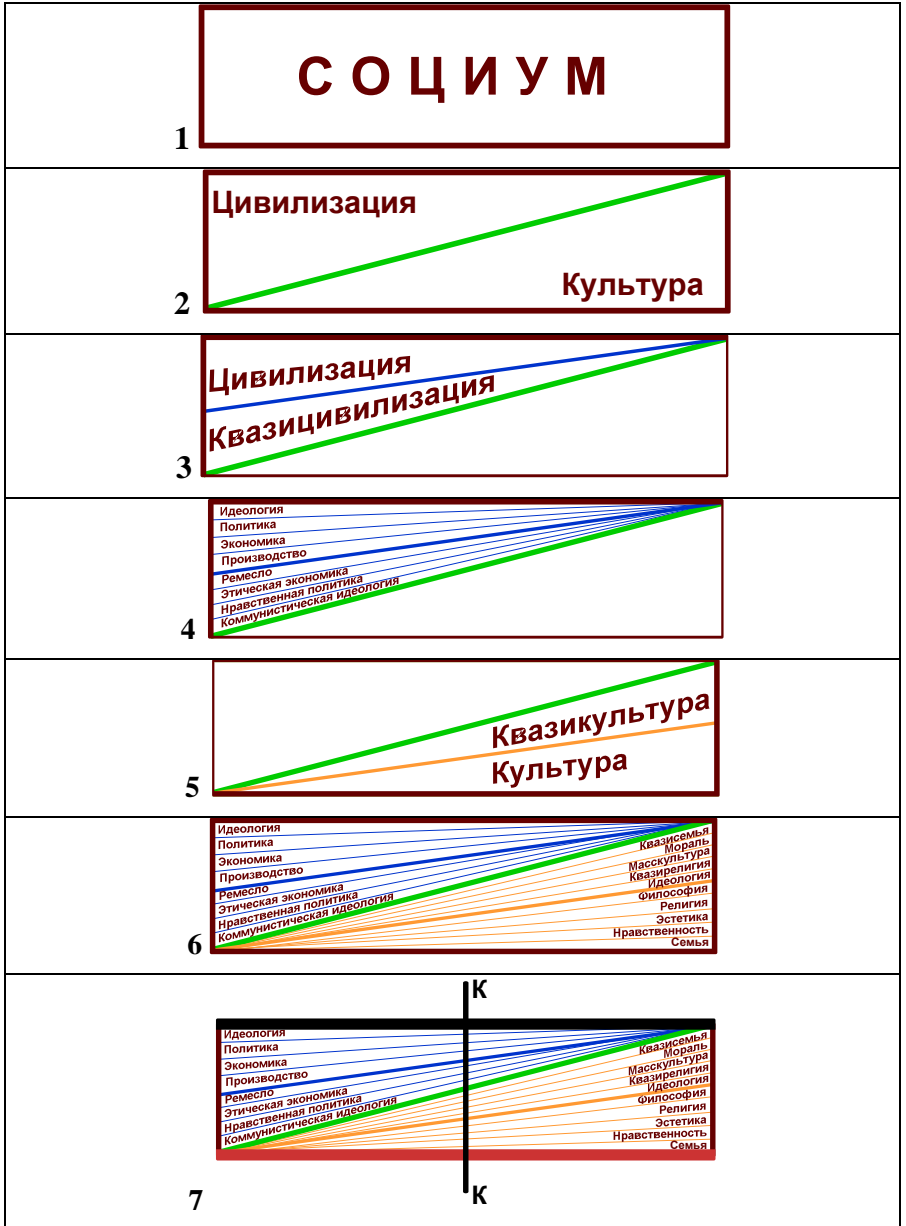 С О Ц И У М
1
Цивилизация
Культура
2
Цивилизация
Квазицивилизация
3
Идеология
Политика
Экономика
Производство
Ремесло
Этическая экономика
Нравственная политика
Коммунистическая идеология
4
Квазикультура
Культура
5
Идеология
Политика
Экономика
Производство
Ремесло
Этическая экономика
Нравственная политика
Коммунистическая идеология
Квазисемья
Мораль
Масскультура
Квазирелигия
Идеология
Философия
Религия
Эстетика
Нравственность
Семья
6
К
Идеология
Политика
Экономика
Производство
Ремесло
Этическая экономика
Нравственная политика
Коммунистическая идеология
Квазисемья
Мораль
Масскультура
Квазирелигия
Идеология
Философия
Религия
Эстетика
Нравственность
Семья
7
К